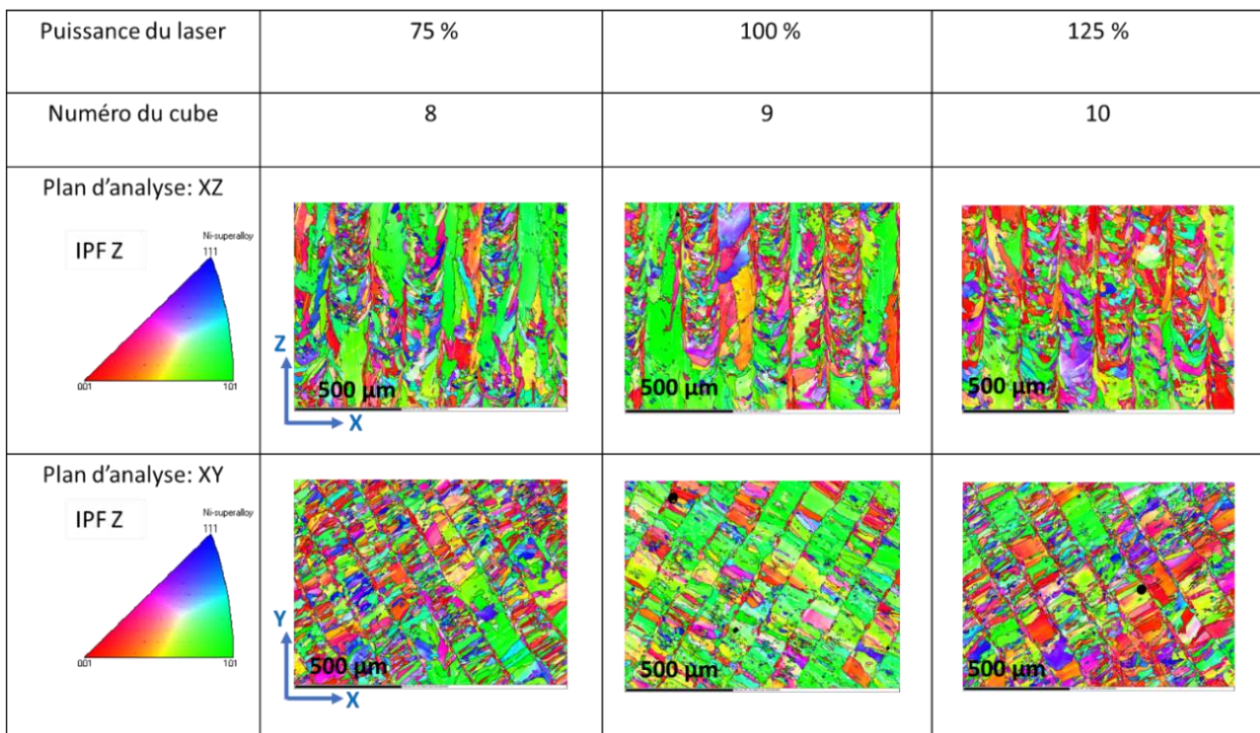 Puissance du laser
75 %
100 %
125 %
Numéro du cube
8
9
10
Plan d'analyse: XZ
IPF Z
Ni-superalloy
111
001
101
Z
X
500 µm
500 µm
500 µm
Plan d'analyse: XY
IPF Z
Ni-superalloy
111
001
101
Y
X
500 µm
500 µm
500 µm